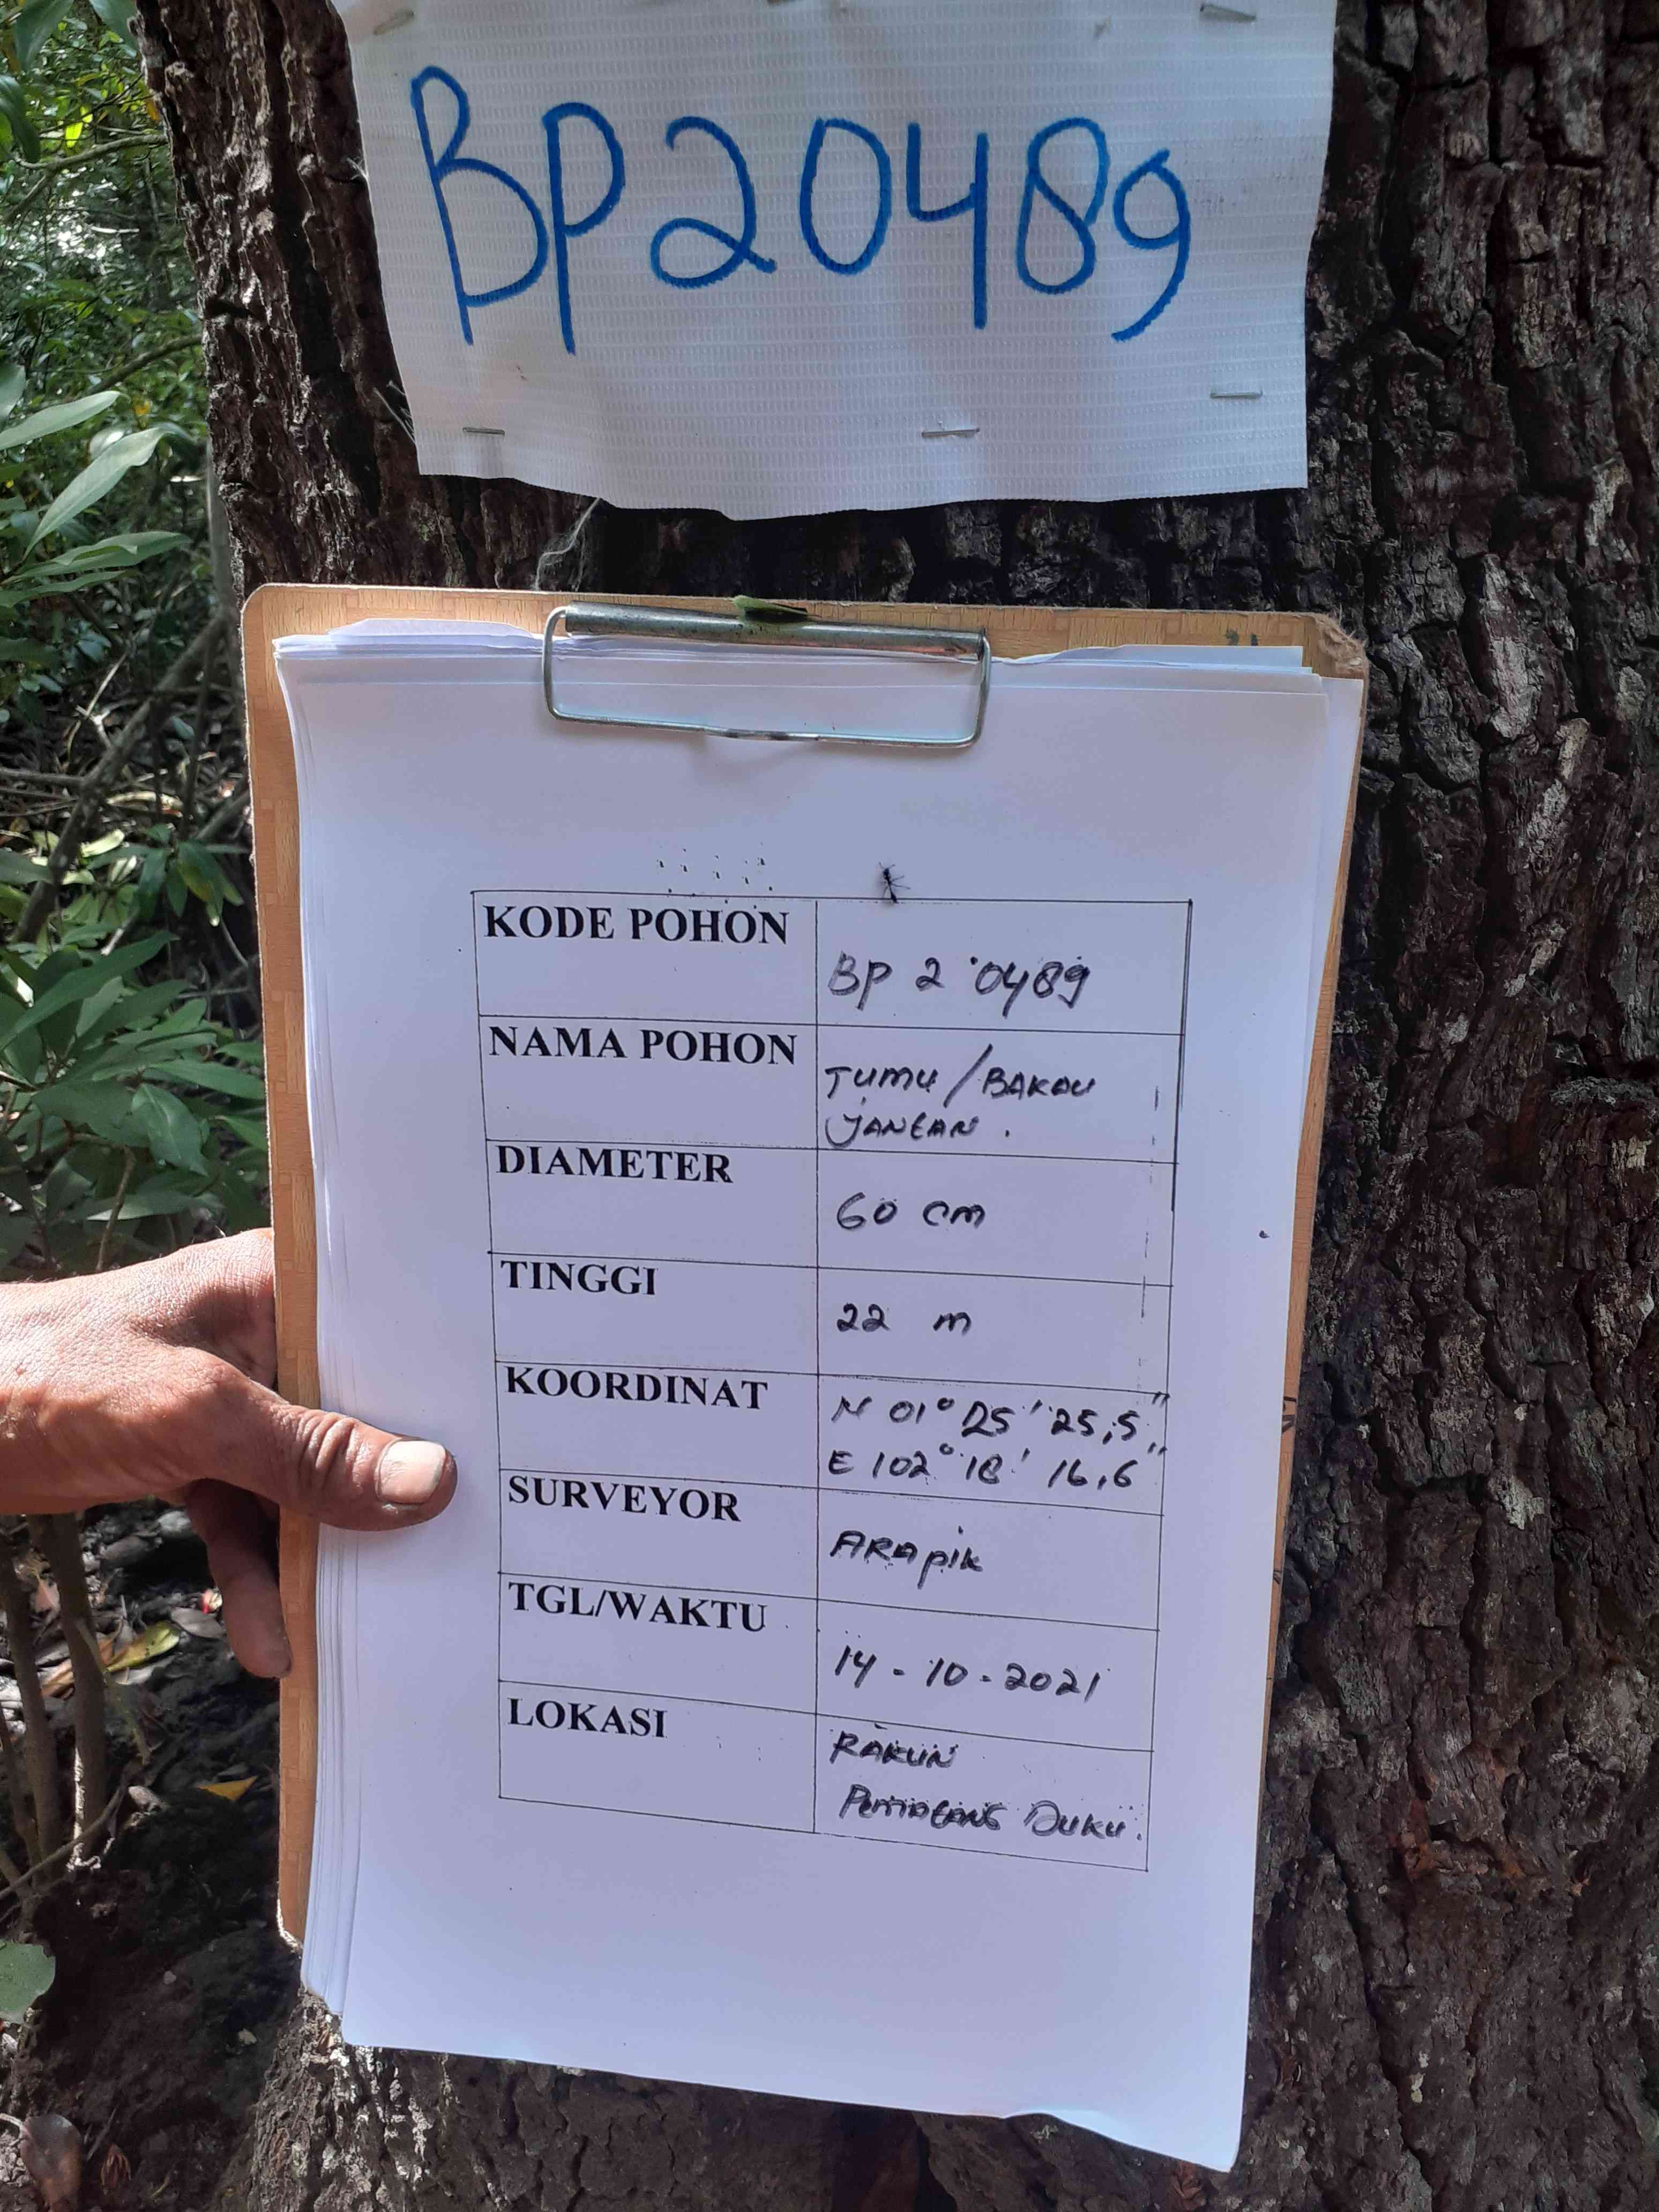 BP20489
KODE POHON
BP 2 0489
NAMA POHON
TUMU / BAKAU
JANTAN .
DIAMETER
60 cm
TINGGI
22 m
KOORDINAT
N 01° 25' 25,5"
E 102° 18' 16,6"
SURVEYOR
ARAPIK
TGL/WAKTU
14 - 10 - 2021
LOKASI
RAKUN
PEMATANG DUKU.